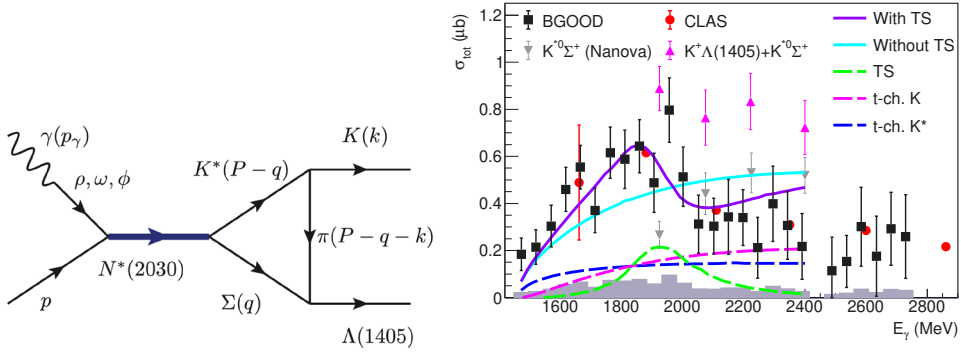 γ(p_γ)
ρ, ω, ϕ
K*(P − q)
K(k)
N*(2030)
π(P − q − k)
p
Σ(q)
Λ(1405)
σ_tot (μb)
1.2
1
0.8
0.6
0.4
0.2
0
BGOOD
CLAS
K*⁰Σ⁺ (Nanova)
K⁺Λ(1405)+K*⁰Σ⁺
With TS
Without TS
TS
t-ch. K
t-ch. K*
1600 1800 2000 2200 2400 2600 2800
E_γ (MeV)